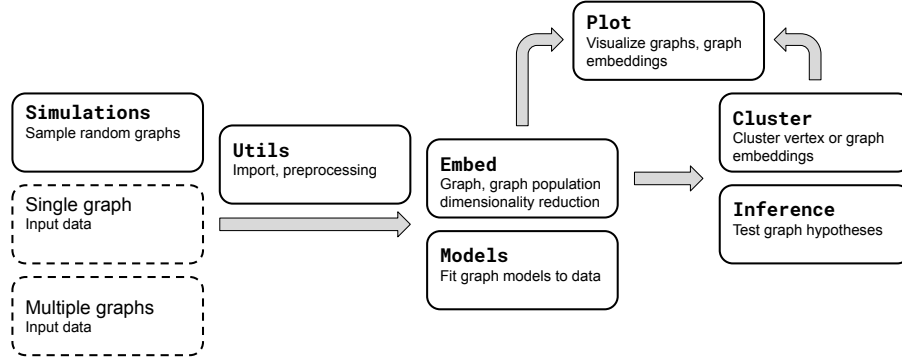 Plot
Visualize graphs, graph
embeddings
Simulations
Sample random graphs
Utils
Import, preprocessing
Single graph
Input data
Multiple graphs
Input data
Embed
Graph, graph population
dimensionality reduction
Models
Fit graph models to data
Cluster
Cluster vertex or graph
embeddings
Inference
Test graph hypotheses